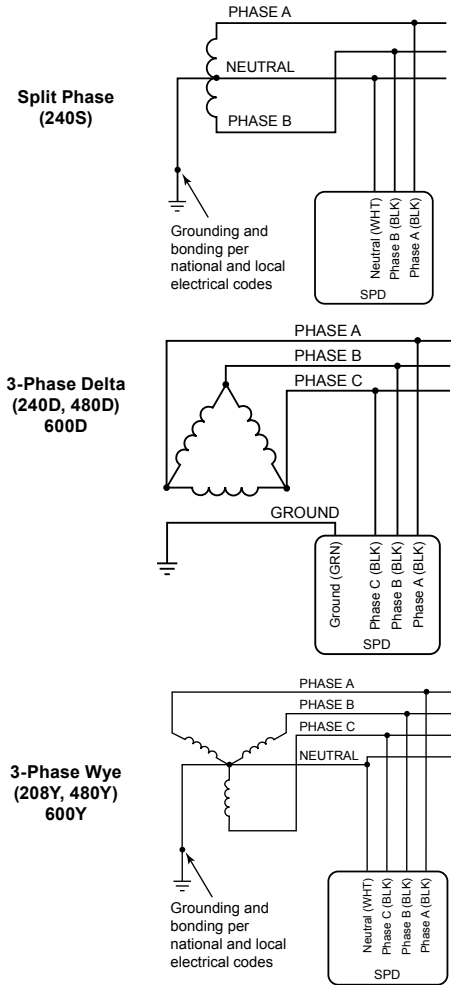 PHASE A
NEUTRAL
Split Phase
(240S)
PHASE B
Grounding and
bonding per
national and local
electrical codes
Neutral (WHT)
Phase B (BLK)
Phase A (BLK)
SPD
PHASE A
PHASE B
PHASE C
3-Phase Delta
(240D, 480D)
600D
GROUND
Ground (GRN)
Phase C (BLK)
Phase B (BLK)
Phase A (BLK)
SPD
PHASE A
PHASE B
PHASE C
NEUTRAL
3-Phase Wye
(208Y, 480Y)
600Y
Grounding and
bonding per
national and local
electrical codes
Neutral (WHT)
Phase C (BLK)
Phase B (BLK)
Phase A (BLK)
SPD